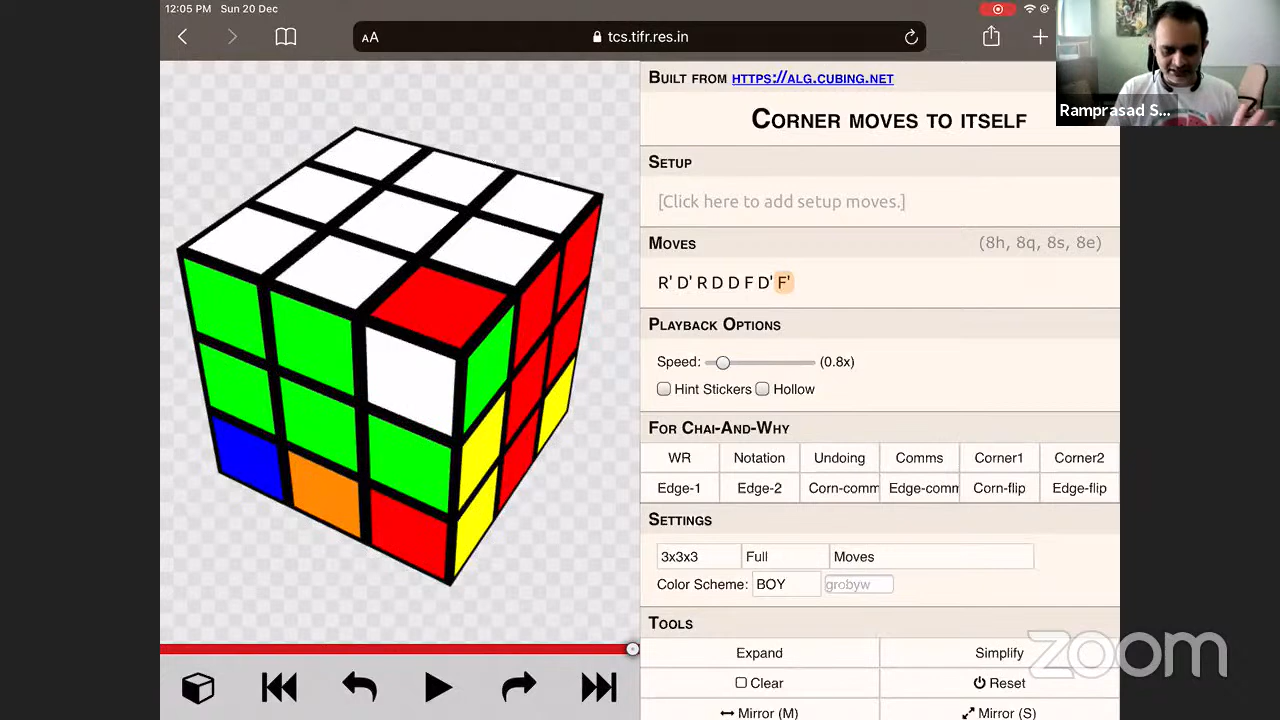 12:05 PM Sun 20 Dec
AA
tcs.tifr.res.in
Ramprasad S...
BUILT FROM HTTPS://ALG.CUBING.NET
CORNER MOVES TO ITSELF
SETUP
[Click here to add setup moves.]
MOVES (8h, 8q, 8s, 8e)
R' D' R D D F D' F'
PLAYBACK OPTIONS
Speed: (0.8x)
Hint Stickers Hollow
FOR CHAI-AND-WHY
WR Notation Undoing Comms Corner1 Corner2
Edge-1 Edge-2 Corn-comm Edge-comm Corn-flip Edge-flip
SETTINGS
3x3x3 Full Moves
Color Scheme: BOY grobyw
TOOLS
Expand Simplify
Clear Reset
Mirror (M) Mirror (S)
zoom